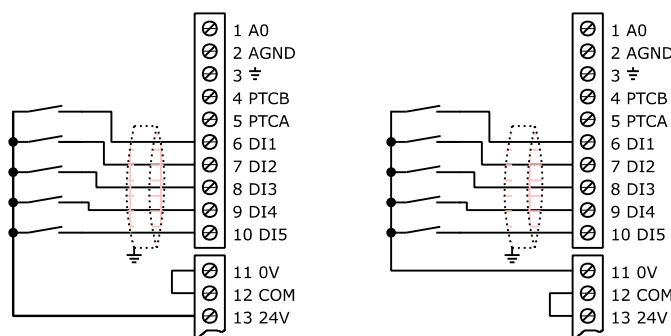 1 A0
2 AGND
3
4 PTCB
5 PTCA
6 DI1
7 DI2
8 DI3
9 DI4
10 DI5
11 0V
12 COM
13 24V
1 A0
2 AGND
3
4 PTCB
5 PTCA
6 DI1
7 DI2
8 DI3
9 DI4
10 DI5
11 0V
12 COM
13 24V